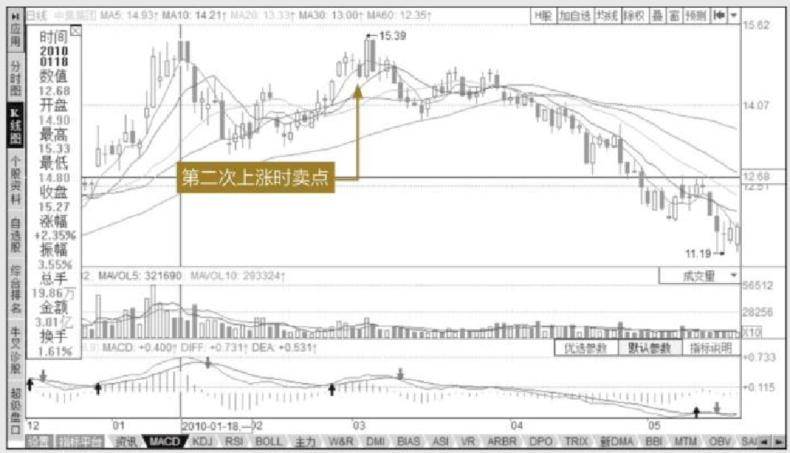 日线 中集集团 MA5: 14.93↑ MA10: 14.21↑ MA20: 13.33↑ MA30: 13.00↑ MA60: 12.35↑
H股 加自选 均线 除权 叠 富 预测
应用
分时图
K线图
个股资料
自选股
综合排名
牛叉诊股
超级盘口
时间
2010
0118
数值
12.68
开盘
14.90
最高
15.33
最低
14.80
收盘
15.27
涨幅
+2.35%
振幅
3.55%
总手
19.86万
金额
3.01亿
换手
1.61%
15.39
第二次上涨时卖点
11.19
15.62
14.07
12.68
12.51
MAVOL5: 321690 MAVOL10: 293324↑
成交量
56512
28256
X10
MACD: +0.400↑ DIFF: +0.731↑ DEA: +0.531↑
优选参数 默认参数 指标说明
+0.733
+0.115
12 01 2010-01-18,一 02 03 04 05
设置 指标平台 资讯 MACD KDJ RSI BOLL 主力 W&R DMI BIAS ASI VR ARBR DPO TRIX 新DMA BBI MTM OBV SA